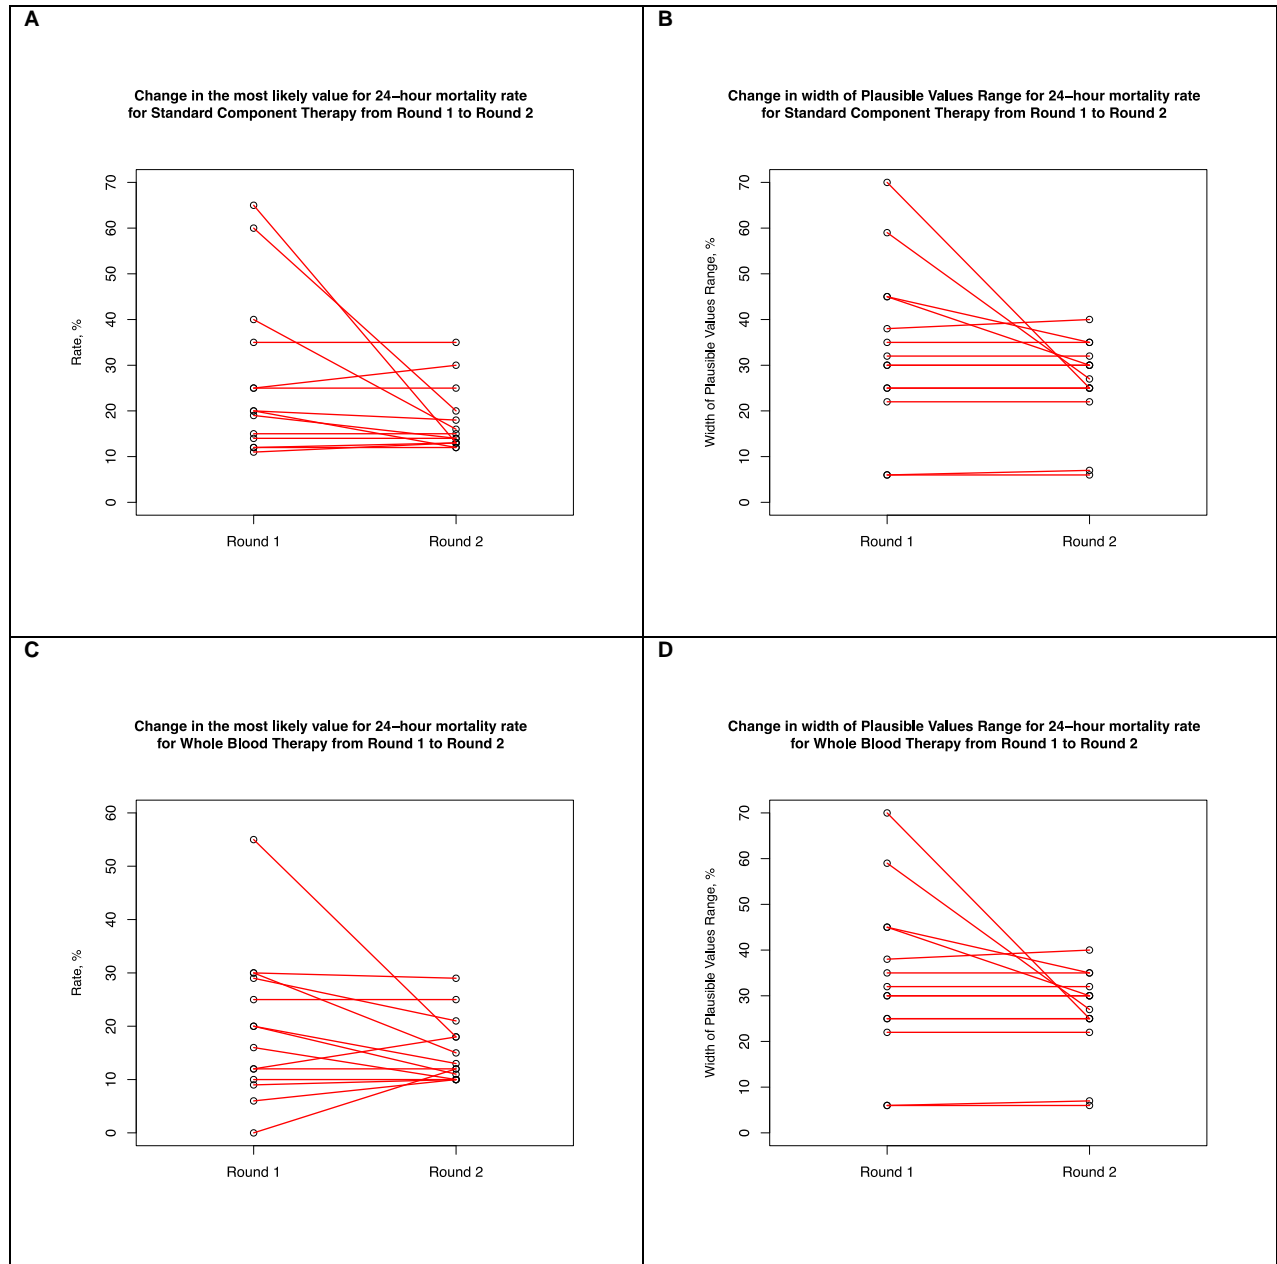 A
Change in the most likely value for 24−hour mortality rate
for Standard Component Therapy from Round 1 to Round 2
70
60
50
40
30
20
10
0
Rate, %
Round 1
Round 2
B
Change in width of Plausible Values Range for 24−hour mortality rate
for Standard Component Therapy from Round 1 to Round 2
70
60
50
40
30
20
10
0
Width of Plausible Values Range, %
Round 1
Round 2
C
Change in the most likely value for 24−hour mortality rate
for Whole Blood Therapy from Round 1 to Round 2
60
50
40
30
20
10
0
Rate, %
Round 1
Round 2
D
Change in width of Plausible Values Range for 24−hour mortality rate
for Whole Blood Therapy from Round 1 to Round 2
70
60
50
40
30
20
10
0
Width of Plausible Values Range, %
Round 1
Round 2